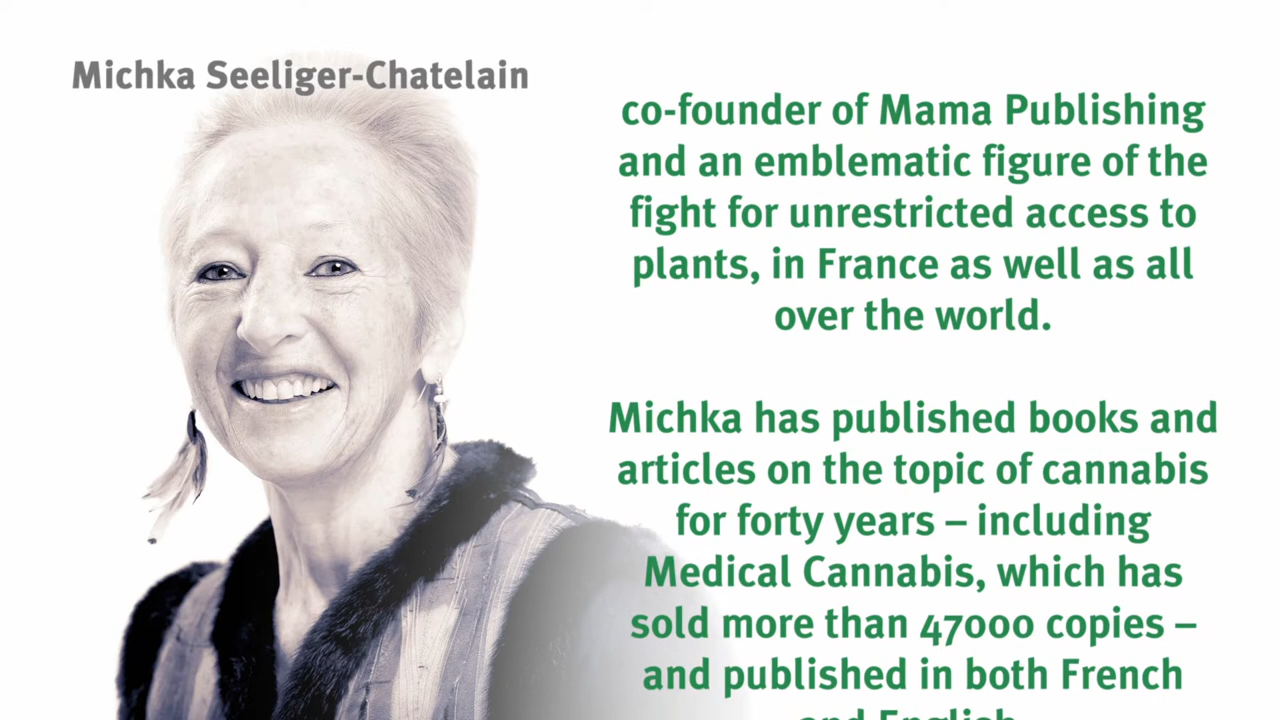 Michka Seeliger-Chatelain
co-founder of Mama Publishing
and an emblematic figure of the
fight for unrestricted access to
plants, in France as well as all
over the world.
Michka has published books and
articles on the topic of cannabis
for forty years – including
Medical Cannabis, which has
sold more than 47000 copies –
and published in both French
and English